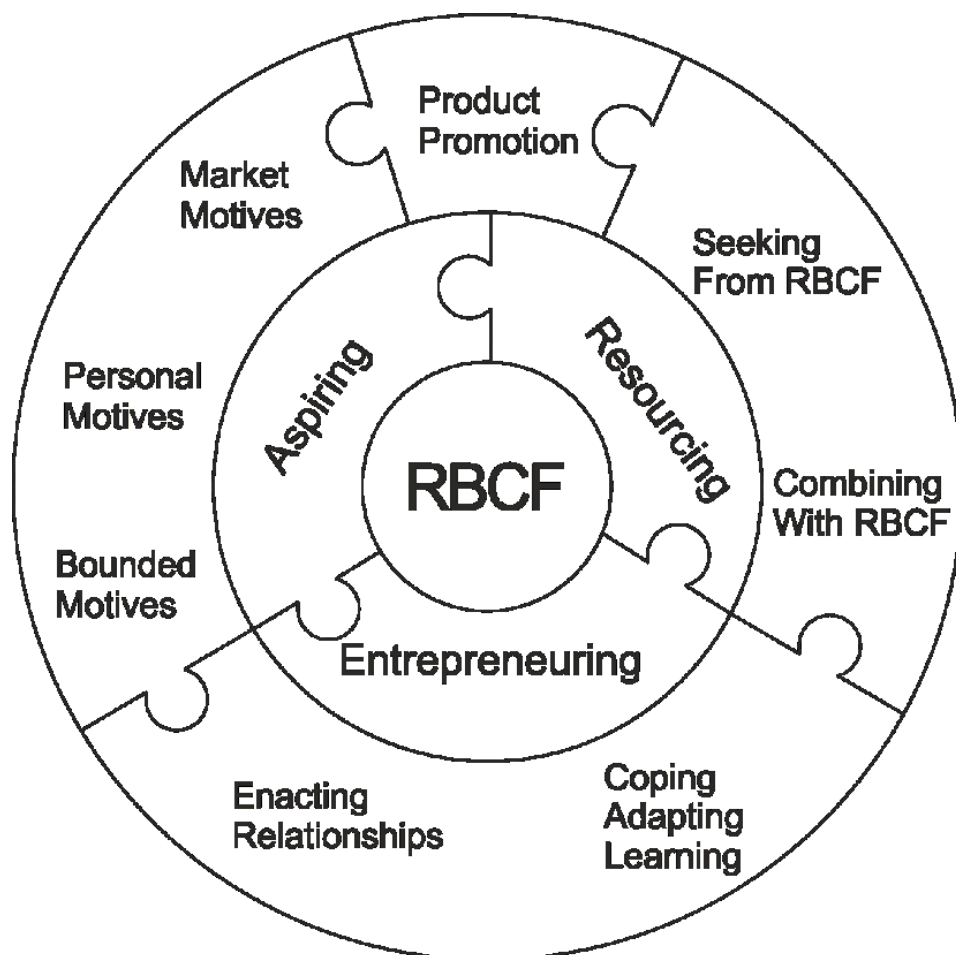 Product
Promotion
Market
Motives
Seeking
From RBCF
Personal
Motives
Aspiring
Resourcing
RBCF
Combining
With RBCF
Bounded
Motives
Entrepreneuring
Enacting
Relationships
Coping
Adapting
Learning